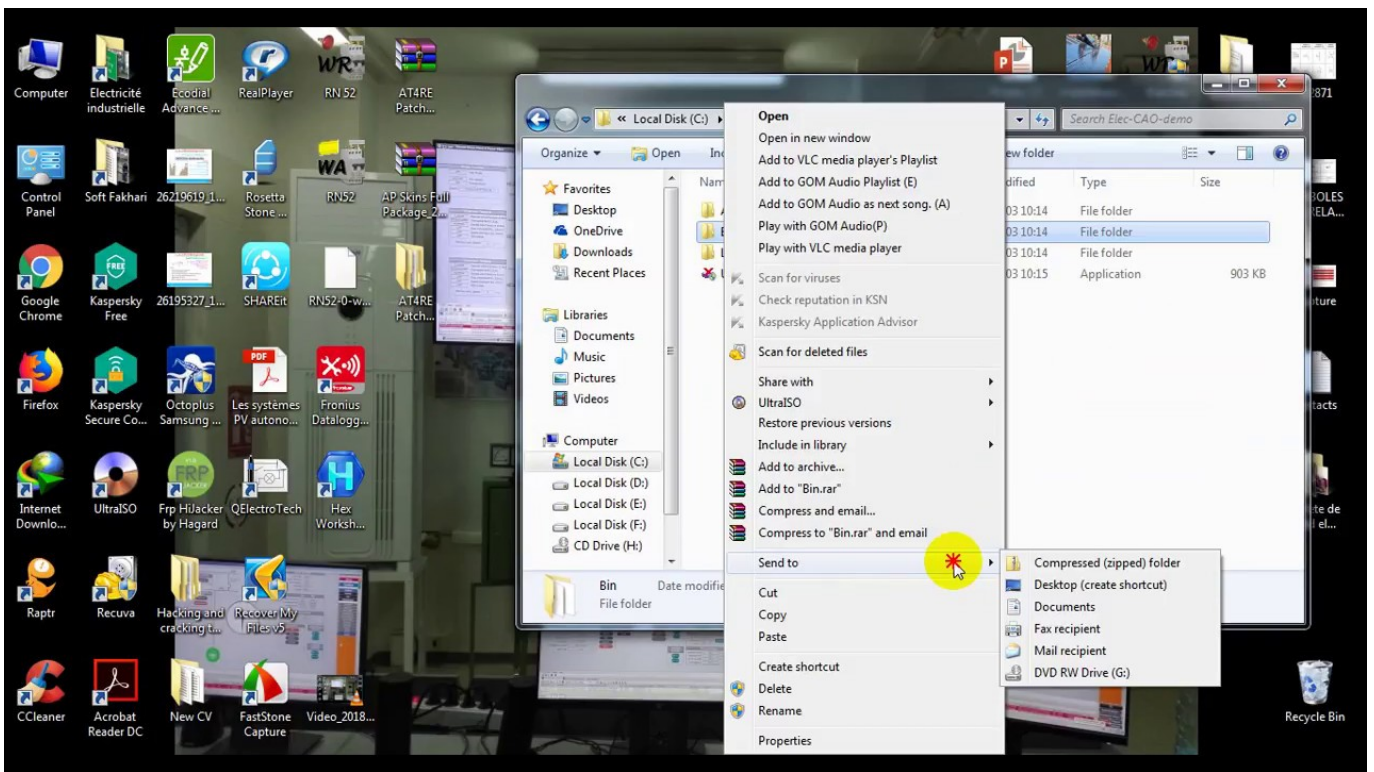 Computer
Electricité
industrielle
Ecodial
Advance ...
RealPlayer
RN 52
AT4RE
Patch...
2871
Control
Panel
Soft Fakhari
26219619_1...
Rosetta
Stone ...
RN52
AP Skins Full
Package_2...
Google
Chrome
Kaspersky
Free
26195327_1...
SHAREit
RN52-0-w...
AT4RE
Patch...
Firefox
Kaspersky
Secure Co...
Octoplus
Samsung ...
PDF
Les systèmes
PV autono...
Fronius
Datalogg...
Internet
Downlo...
UltraISO
FRP
Frp HiJacker
by Hagard
QElectroTech
Hex
Worksh...
Raptr
Recuva
Hacking and
cracking t...
Recover My
Files v5
CCleaner
Acrobat
Reader DC
New CV
FastStone
Capture
Video_2018...
Recycle Bin
« Local Disk (C:)
Search Elec-CAO-demo
Organize
Open
ew folder
Favorites
Desktop
OneDrive
Downloads
Recent Places
Libraries
Documents
Music
Pictures
Videos
Computer
Local Disk (C:)
Local Disk (D:)
Local Disk (E:)
Local Disk (F:)
CD Drive (H:)
Nam
dified
Type
Size
03 10:14
File folder
03 10:14
File folder
03 10:14
File folder
03 10:15
Application
903 KB
Bin
Date modifie
File folder
Open
Open in new window
Add to VLC media player's Playlist
Add to GOM Audio Playlist (E)
Add to GOM Audio as next song. (A)
Play with GOM Audio(P)
Play with VLC media player
Scan for viruses
Check reputation in KSN
Kaspersky Application Advisor
Scan for deleted files
Share with
UltraISO
Restore previous versions
Include in library
Add to archive...
Add to "Bin.rar"
Compress and email...
Compress to "Bin.rar" and email
Send to
Cut
Copy
Paste
Create shortcut
Delete
Rename
Properties
Compressed (zipped) folder
Desktop (create shortcut)
Documents
Fax recipient
Mail recipient
DVD RW Drive (G:)